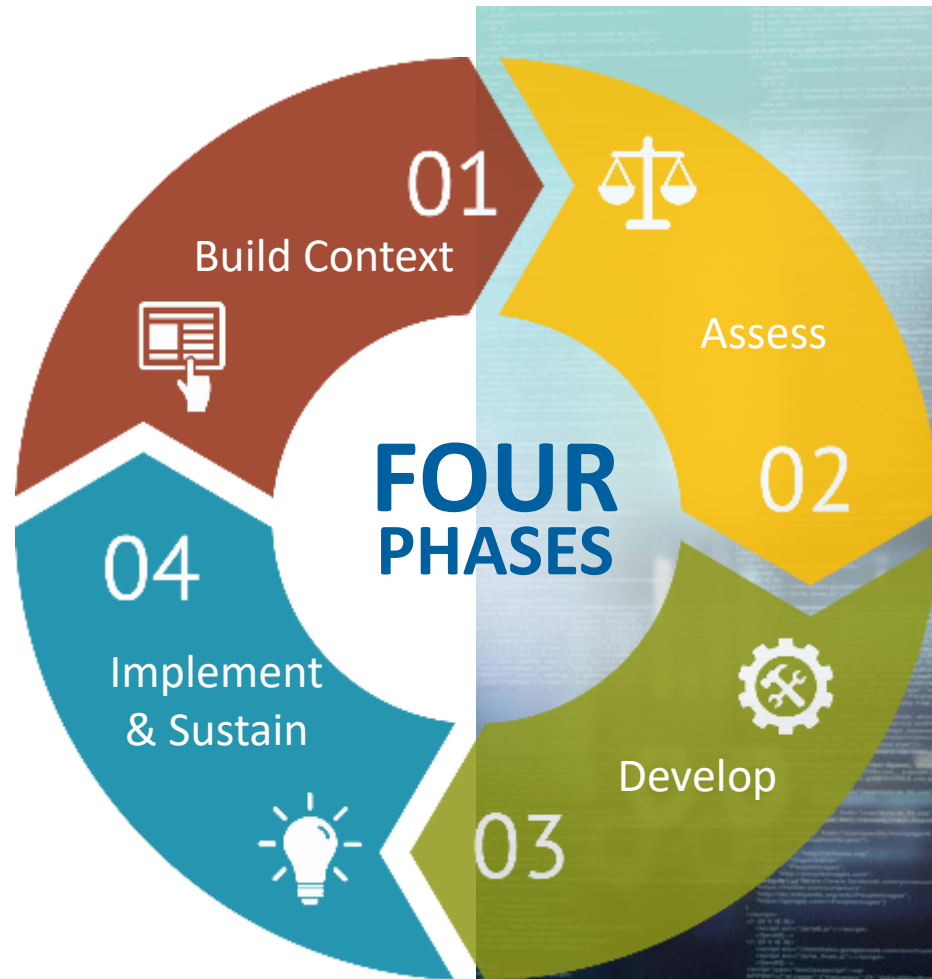 01
Build Context
Assess
02
FOUR
PHASES
04
Implement
& Sustain
Develop
03